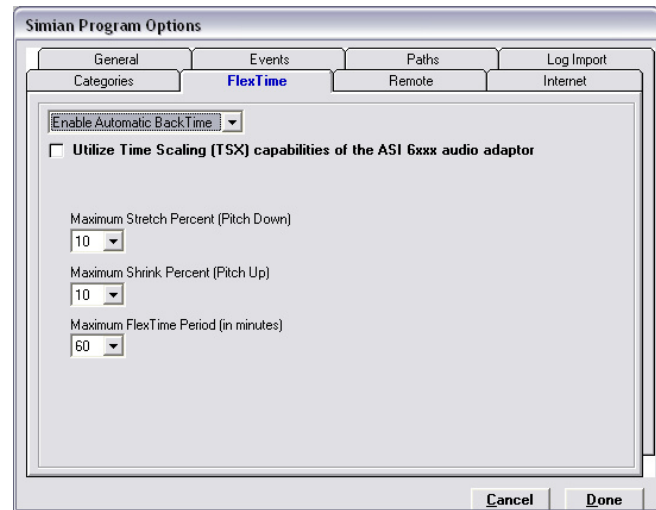 Simian Program Options
General Events Paths Log Import
Categories FlexTime Remote Internet
Enable Automatic BackTime
Utilize Time Scaling (TSX) capabilities of the ASI 6xxx audio adaptor
Maximum Stretch Percent (Pitch Down)
10
Maximum Shrink Percent (Pitch Up)
10
Maximum FlexTime Period (in minutes)
60
Cancel Done